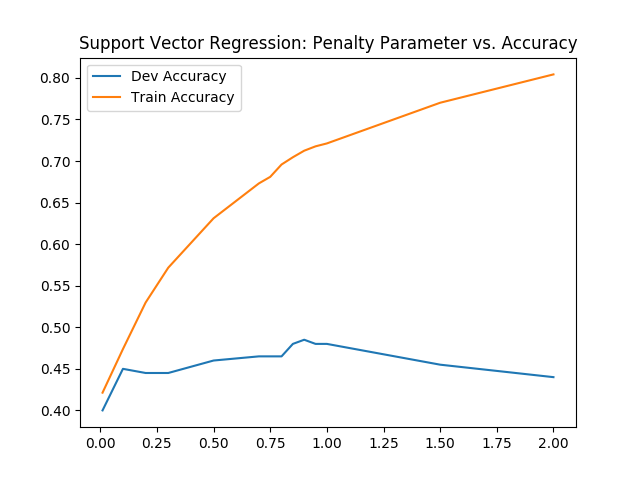 Support Vector Regression: Penalty Parameter vs. Accuracy
Dev Accuracy
Train Accuracy
0.80
0.75
0.70
0.65
0.60
0.55
0.50
0.45
0.40
0.00 0.25 0.50 0.75 1.00 1.25 1.50 1.75 2.00